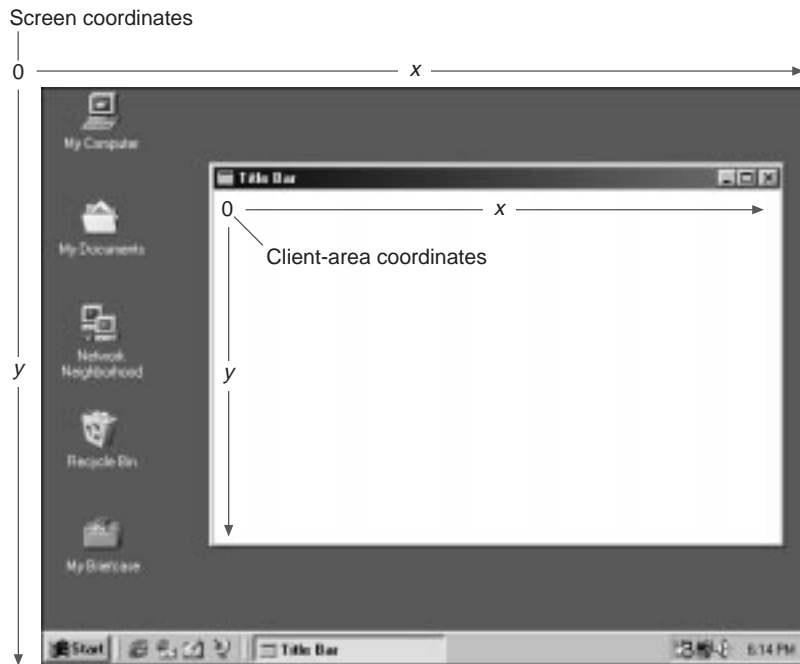 Screen coordinates
0 x
My Computer
Title Bar
0 x
My Documents
Client-area coordinates
Network
Neighborhood
y
y
Recycle Bin
My Briefcase
Start
Title Bar
6:14 PM